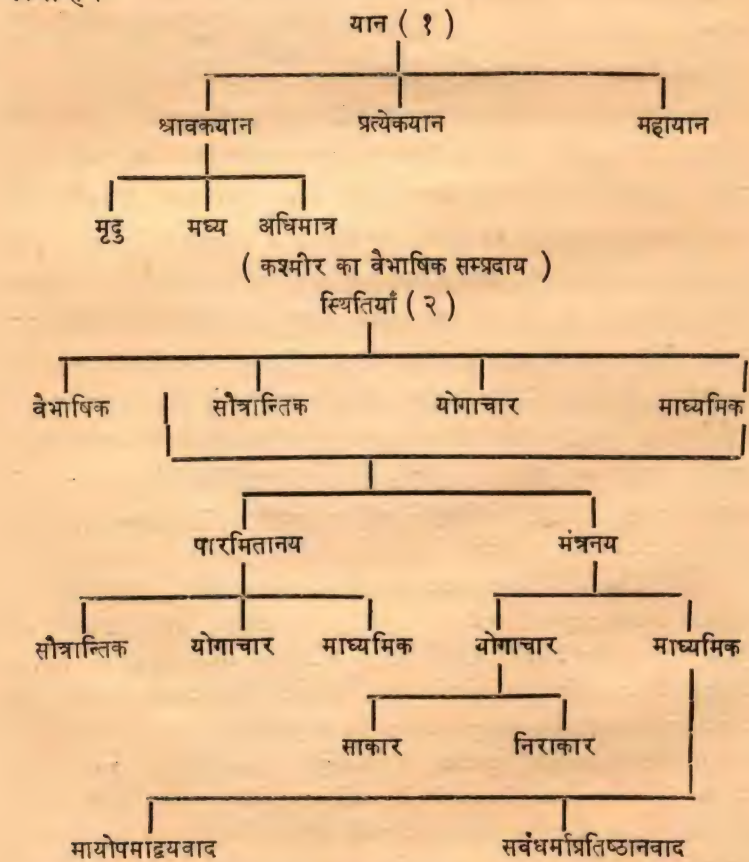 यान ( १ )
श्रावकयान प्रत्येकयान महायान
मृदु मध्य अधिमात्र
( कश्मीर का वैभाषिक सम्प्रदाय )
स्थितियाँ ( २ )
वैभाषिक सौत्रान्तिक योगाचार माध्यमिक
पारमितानय मंत्रनय
सौत्रान्तिक योगाचार माध्यमिक योगाचार माध्यमिक
साकार निराकार
मायोपमाद्वयवाद सर्वधर्माप्रतिष्ठानवाद